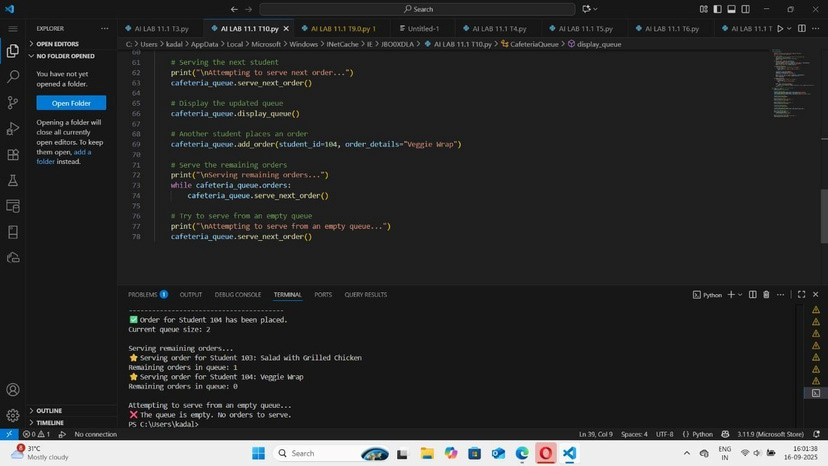 Search
AI LAB 11.1 T3.py
AI LAB 11.1 T10.py
AI LAB 11.1 T9.0.py 1
Untitled-1
AI LAB 11.1 T4.py
AI LAB 11.1 T5.py
AI LAB 11.1 T6.py
AI LAB 11.1 T
EXPLORER
C: > Users > kadal > AppData > Local > Microsoft > Windows > INetCache > IE > JBO0XDLA > AI LAB 11.1 T10.py > CafeteriaQueue > display_queue
OPEN EDITORS
NO FOLDER OPENED
You have not yet
opened a folder.
Open Folder
Opening a folder will
close all currently
open editors. To keep
them open, add a
folder instead.
OUTLINE
TIMELINE
60
61 # Serving the next student
62 print("\nAttempting to serve next order...")
63 cafeteria_queue.serve_next_order()
64
65 # Display the updated queue
66 cafeteria_queue.display_queue()
67
68 # Another student places an order
69 cafeteria_queue.add_order(student_id=104, order_details="Veggie Wrap")
70
71 # Serve the remaining orders
72 print("\nServing remaining orders...")
73 while cafeteria_queue.orders:
74 cafeteria_queue.serve_next_order()
75
76 # Try to serve from an empty queue
77 print("\nAttempting to serve from an empty queue...")
78 cafeteria_queue.serve_next_order()
PROBLEMS 1
OUTPUT
DEBUG CONSOLE
TERMINAL
PORTS
QUERY RESULTS
Python
----------------------------------------
✅ Order for Student 104 has been placed.
Current queue size: 2
Serving remaining orders...
⭐ Serving order for Student 103: Salad with Grilled Chicken
Remaining orders in queue: 1
⭐ Serving order for Student 104: Veggie Wrap
Remaining orders in queue: 0
Attempting to serve from an empty queue...
❌ The queue is empty. No orders to serve.
PS C:\Users\kadal>
0 1
No connection
Ln 39, Col 9
Spaces: 4
UTF-8
{} Python
3.11.9 (Microsoft Store)
31°C
Mostly cloudy
Search
ENG
IN
16:01:38
16-09-2025